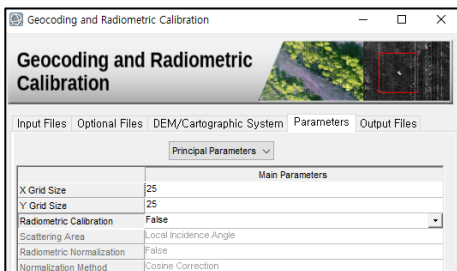 Geocoding and Radiometric Calibration
Geocoding and Radiometric
Calibration
Input Files Optional Files DEM/Cartographic System Parameters Output Files
Principal Parameters
Main Parameters
X Grid Size 25
Y Grid Size 25
Radiometric Calibration False
Scattering Area Local Incidence Angle
Radiometric Normalization False
Normalization Method Cosine Correction